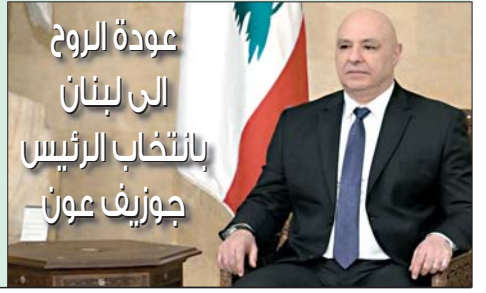 عودة الروح
الى لبنان
بانتخاب الرئيس
جوزيف عون